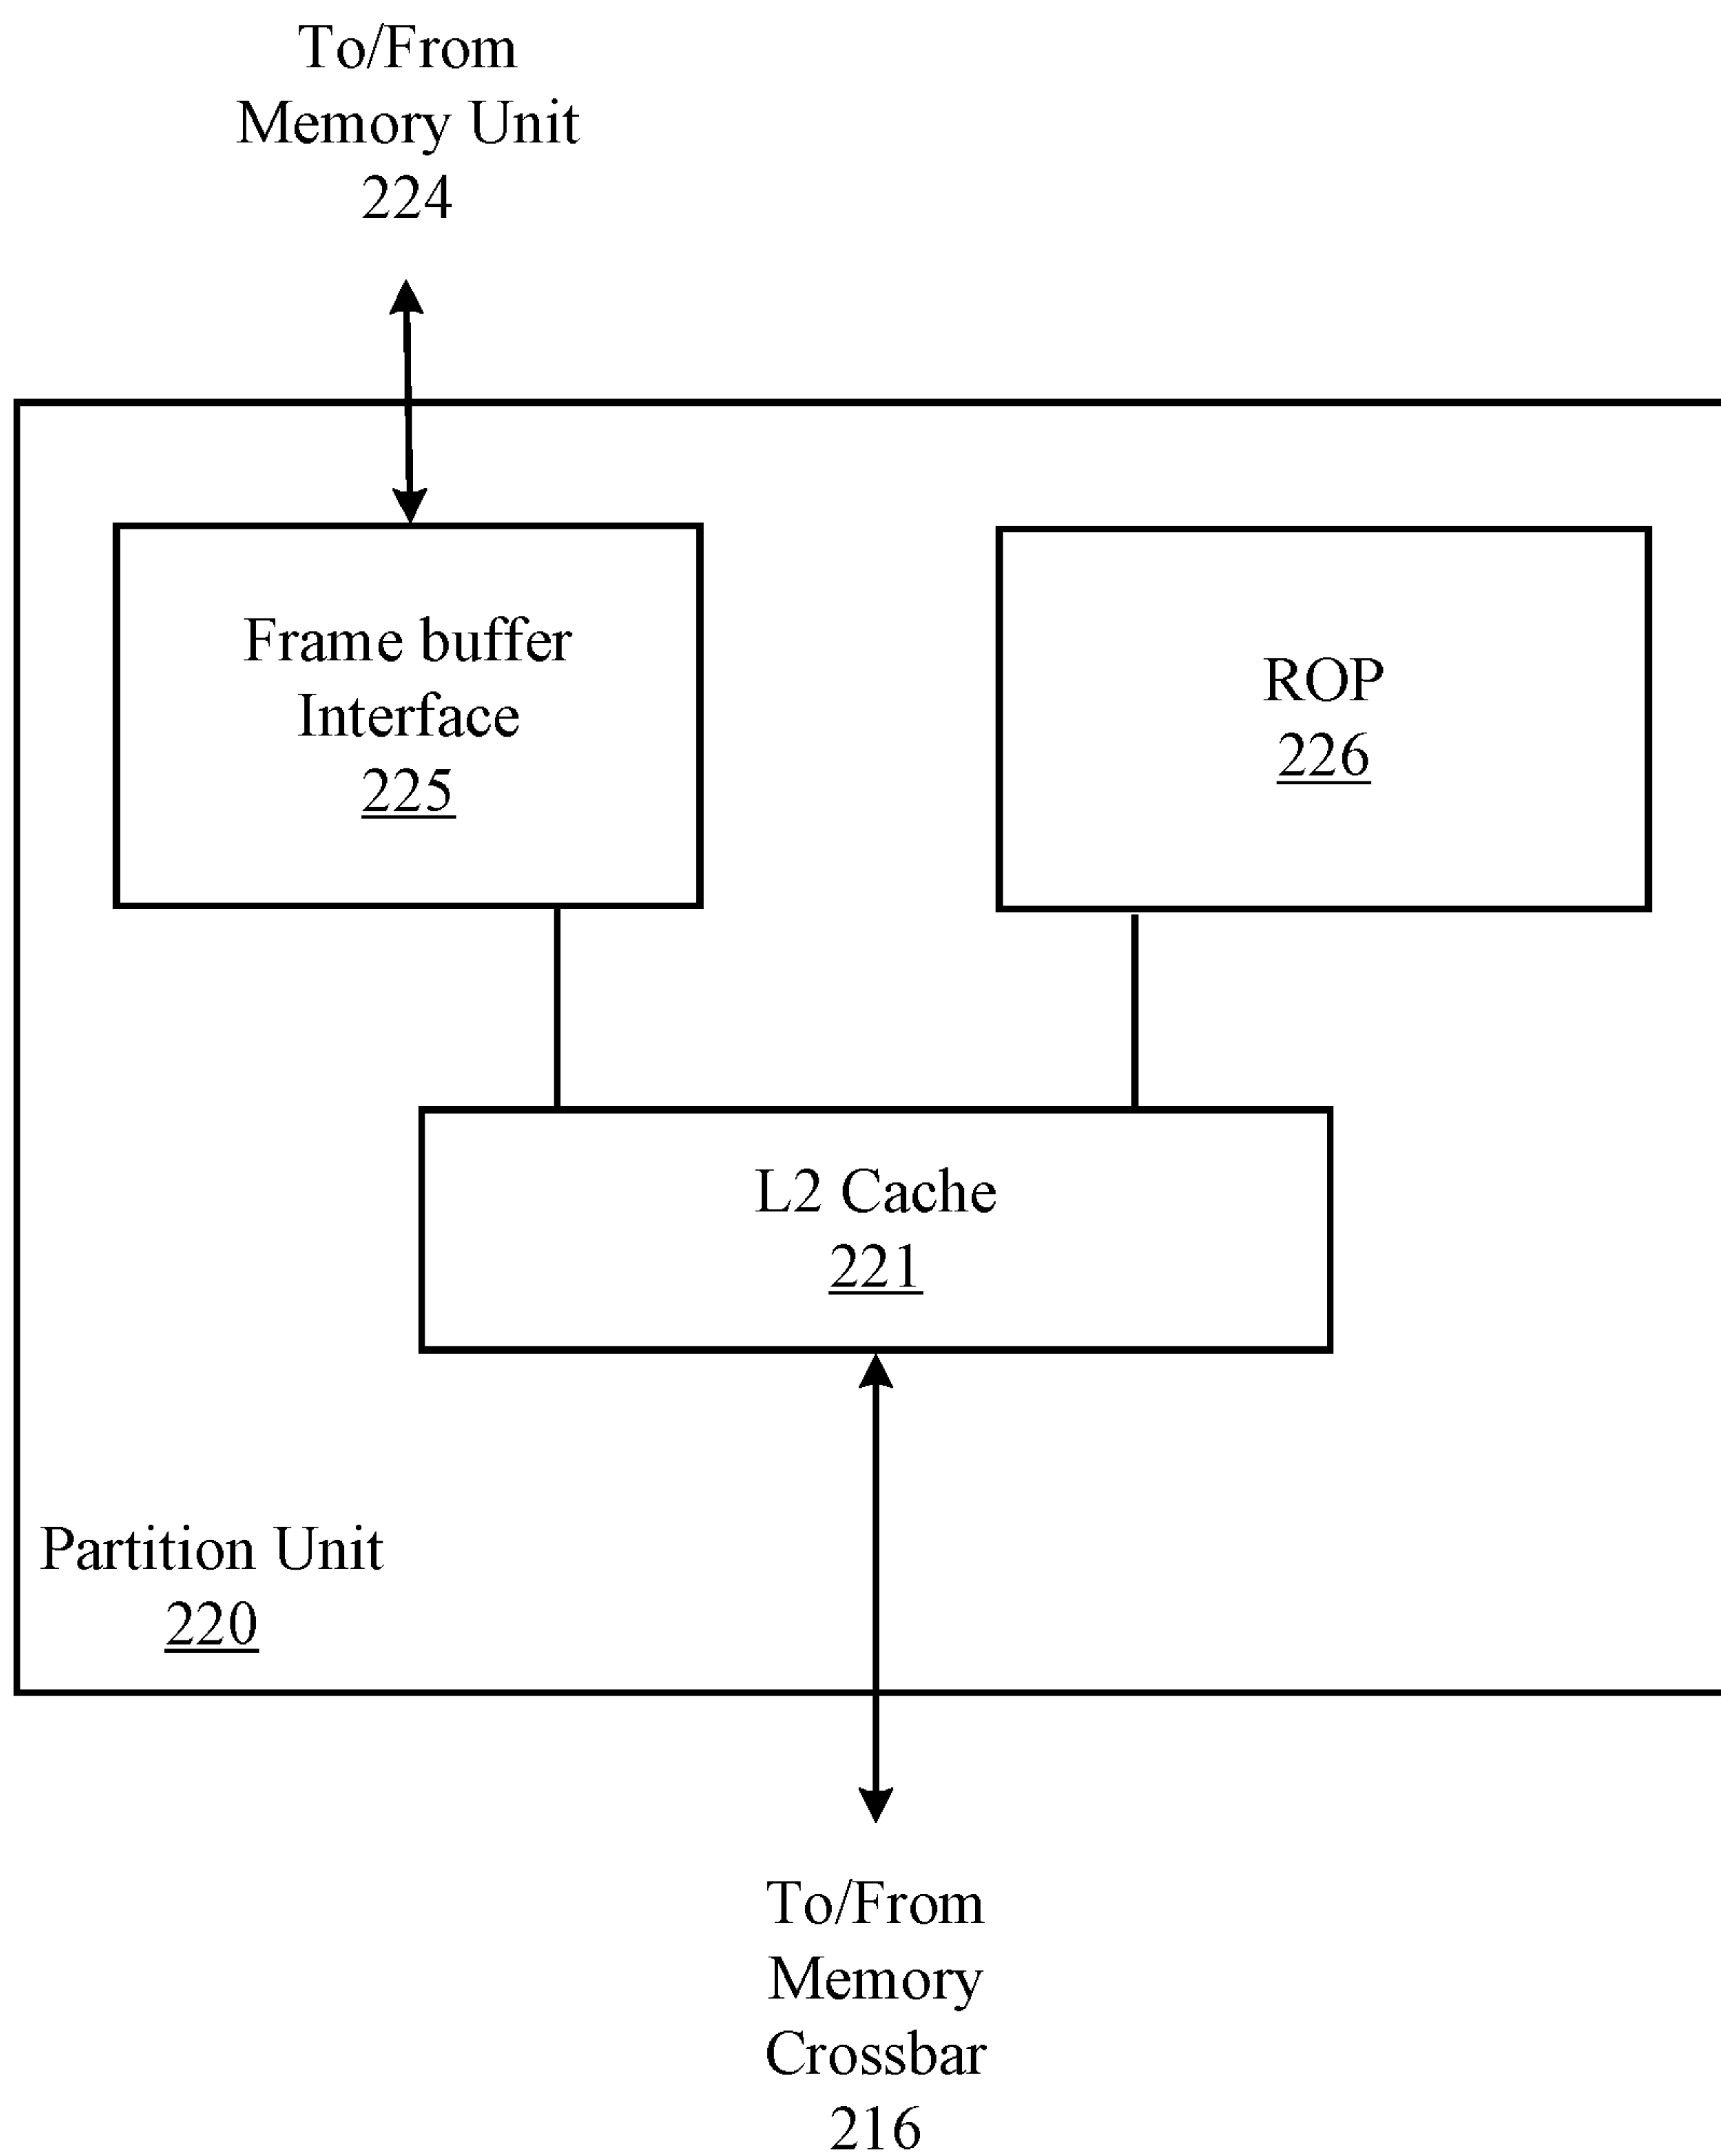 To/From
Memory Unit
224
Frame buffer
Interface
225
ROP
226
L2 Cache
221
Partition Unit
220
To/From
Memory
Crossbar
216